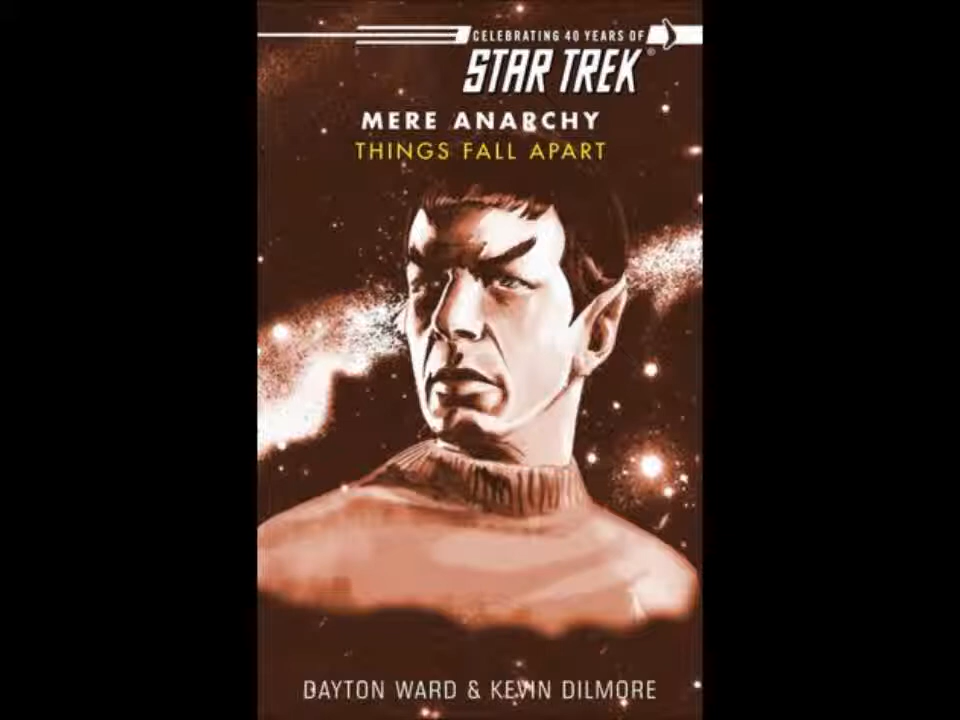 CELEBRATING 40 YEARS OF
STAR TREK®
MERE ANARCHY
THINGS FALL APART
DAYTON WARD & KEVIN DILMORE